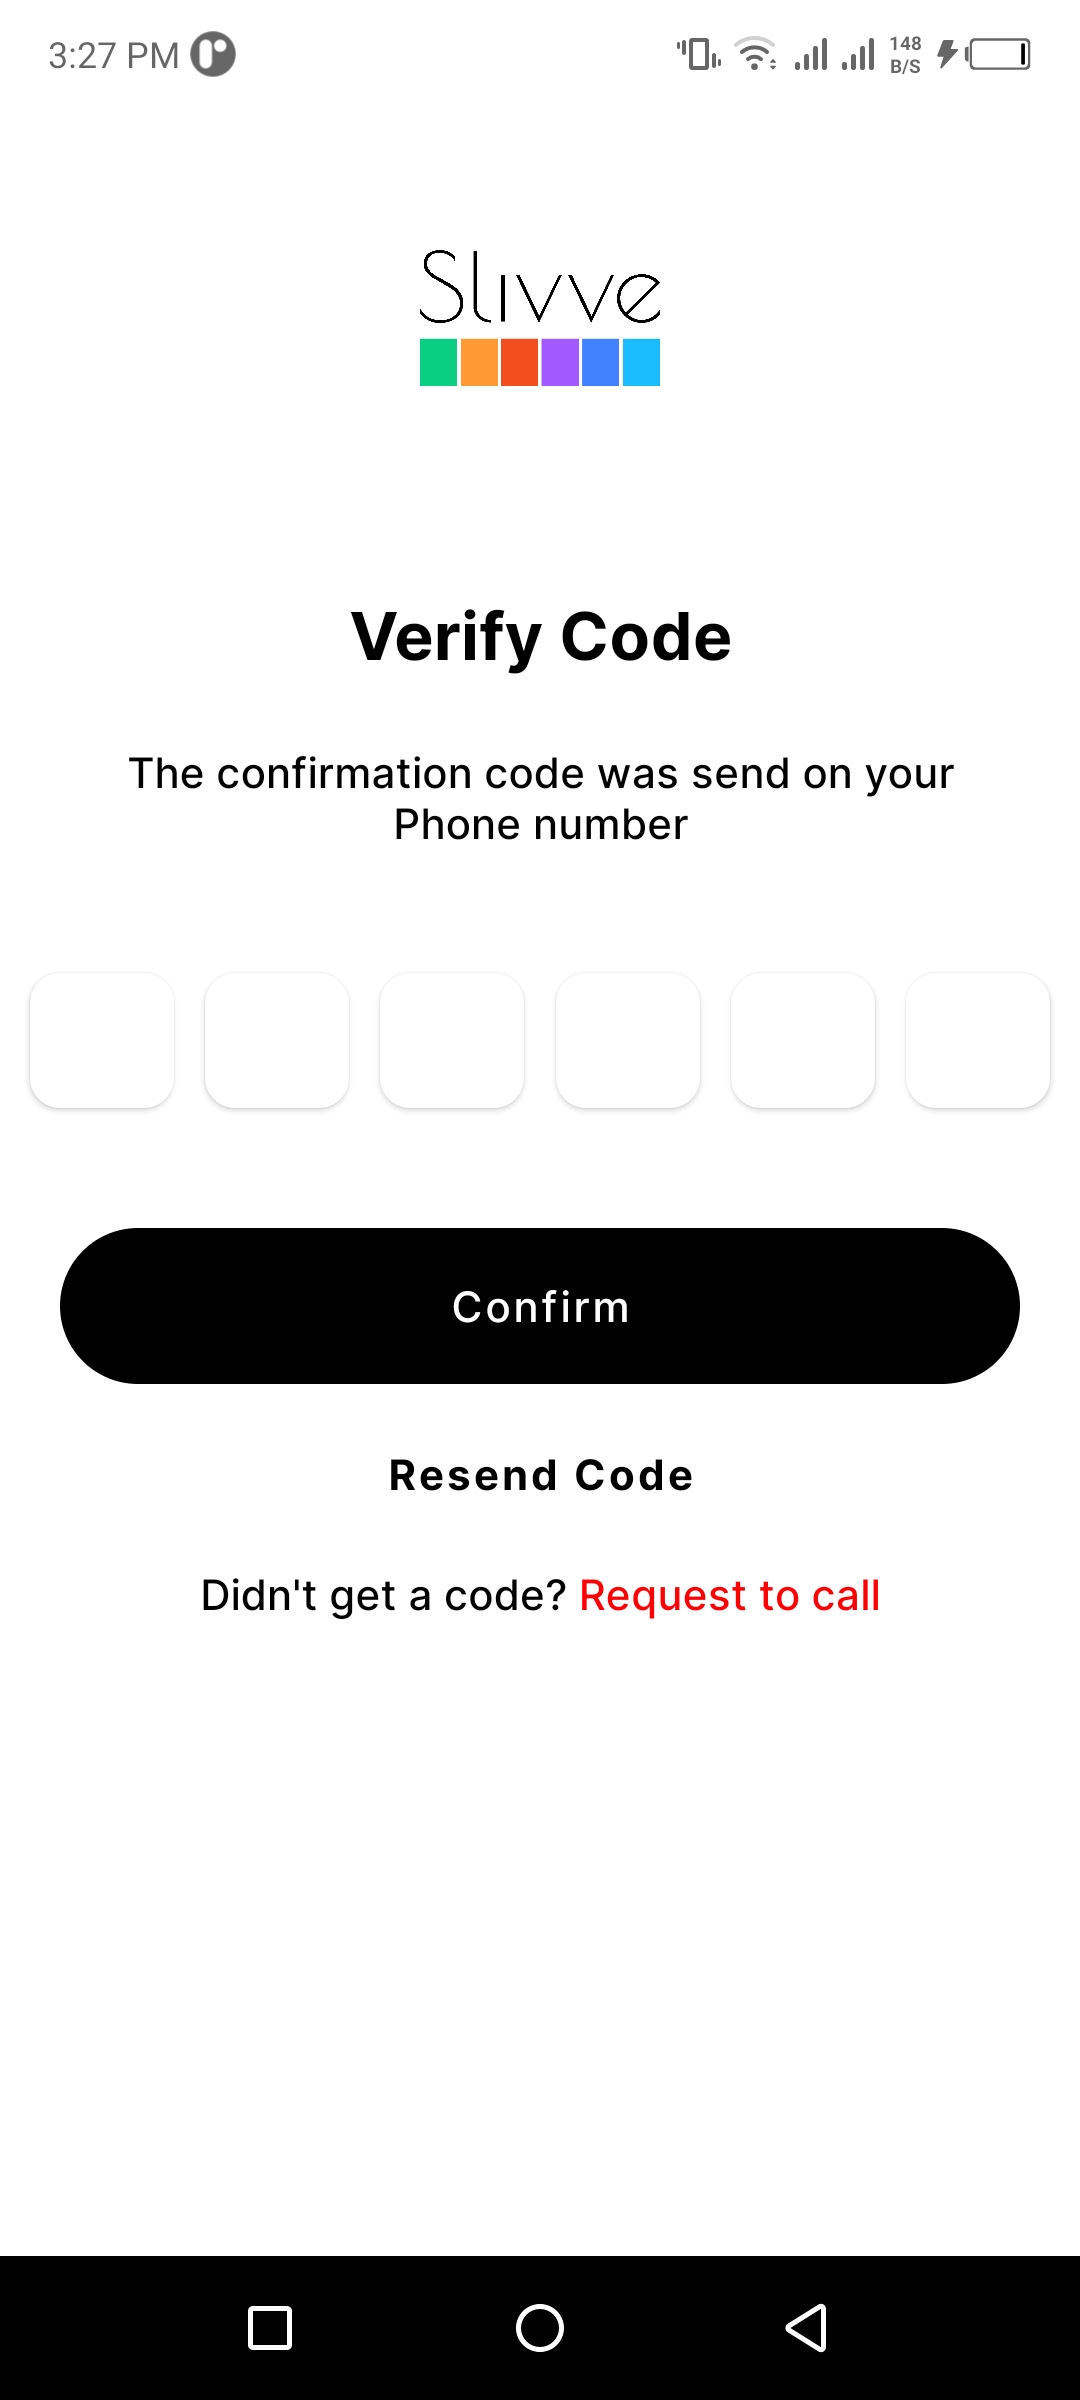 3:27 PM
148
B/S
Slivve
Verify Code
The confirmation code was send on your
Phone number
Confirm
Resend Code
Didn't get a code? Request to call